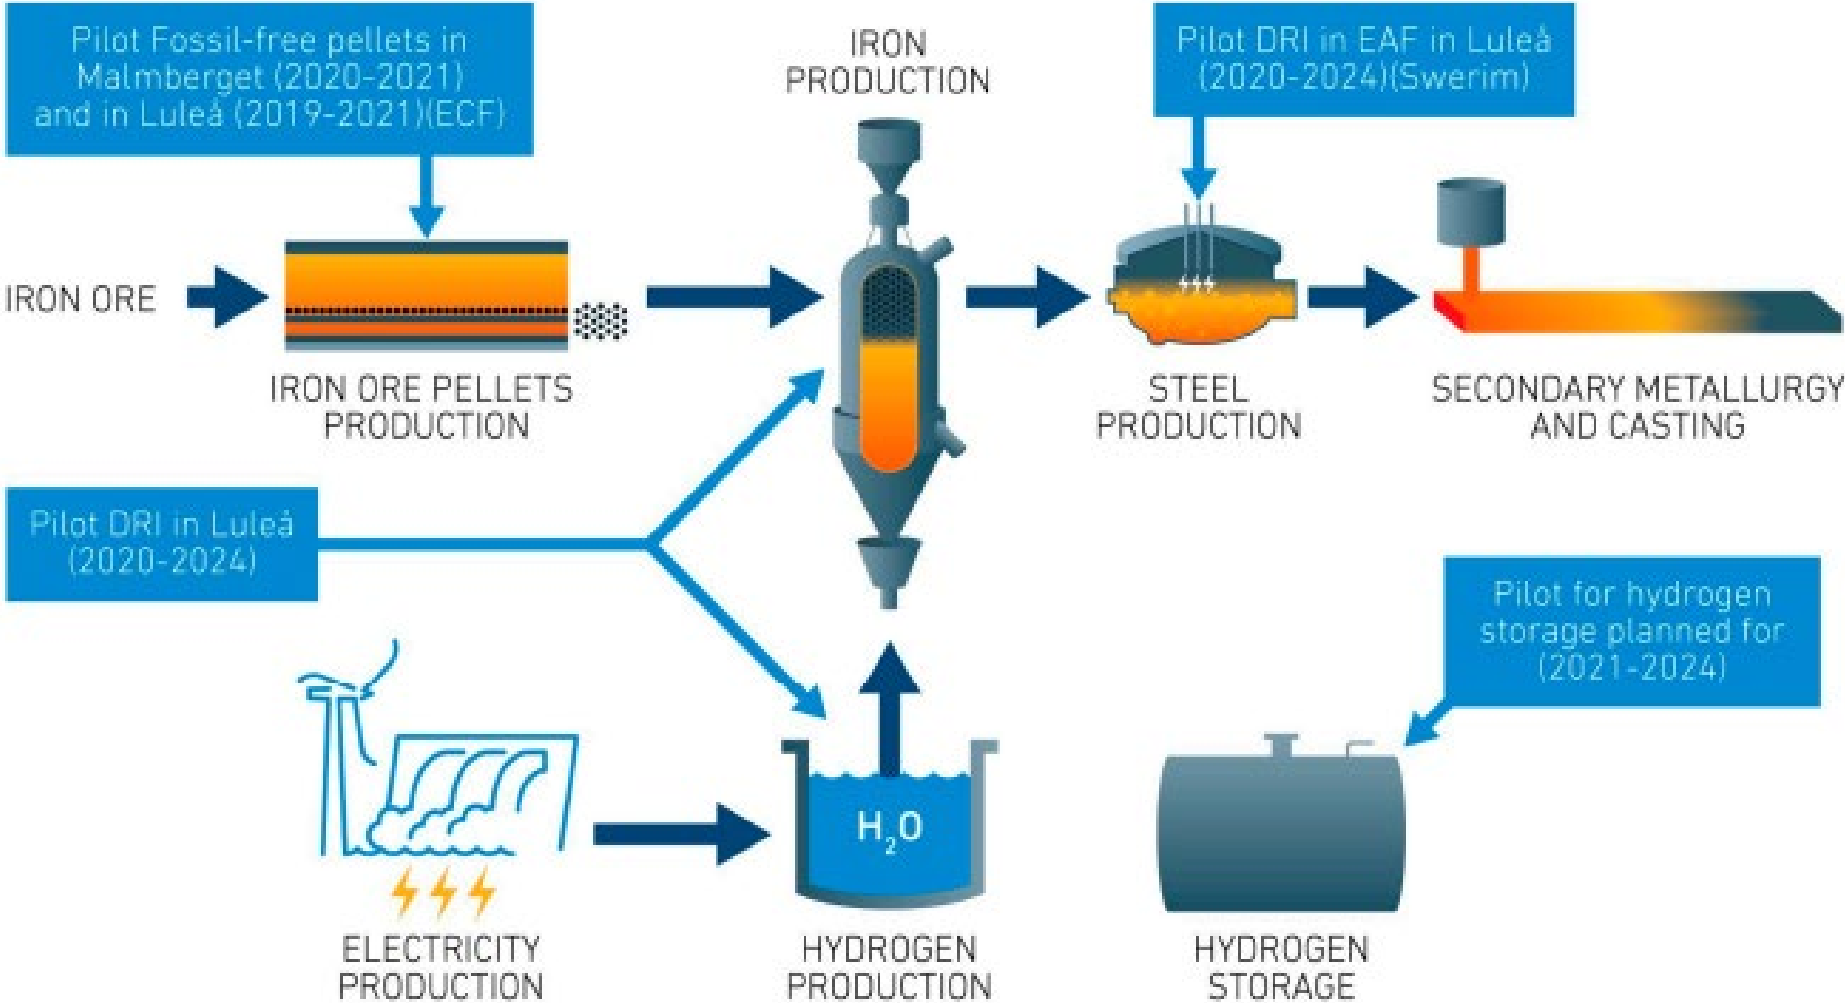 Pilot Fossil-free pellets in
Malmberget (2020-2021)
and in Luleå (2019-2021)(ECF)
IRON
PRODUCTION
Pilot DRI in EAF in Luleå
(2020-2024)(Swerim)
IRON ORE
IRON ORE PELLETS
PRODUCTION
STEEL
PRODUCTION
SECONDARY METALLURGY
AND CASTING
Pilot DRI in Luleå
(2020-2024)
Pilot for hydrogen
storage planned for
(2021-2024)
H₂O
ELECTRICITY
PRODUCTION
HYDROGEN
PRODUCTION
HYDROGEN
STORAGE